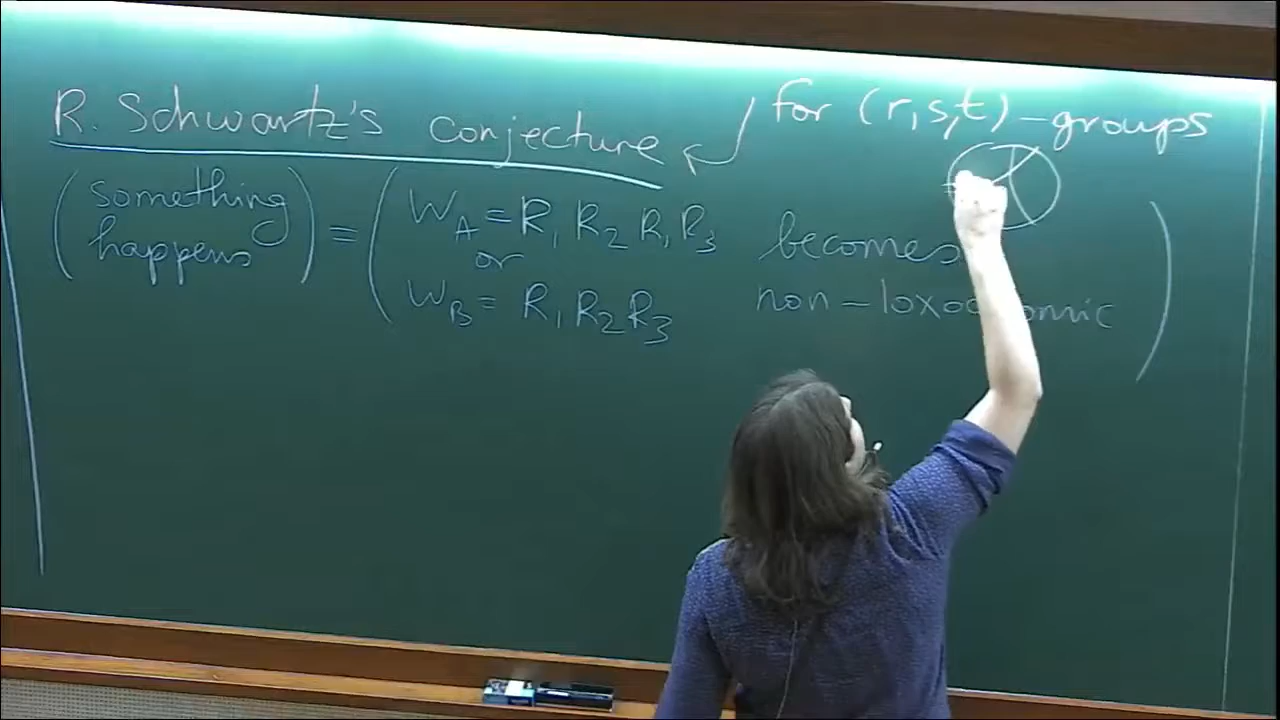 R. Schwartz's conjecture for (r,s,t)-groups
(something happens) = (W_A = R_1 R_2 R_1 R_3 becomes
or
W_B = R_1 R_2 R_3 non-loxodromic)